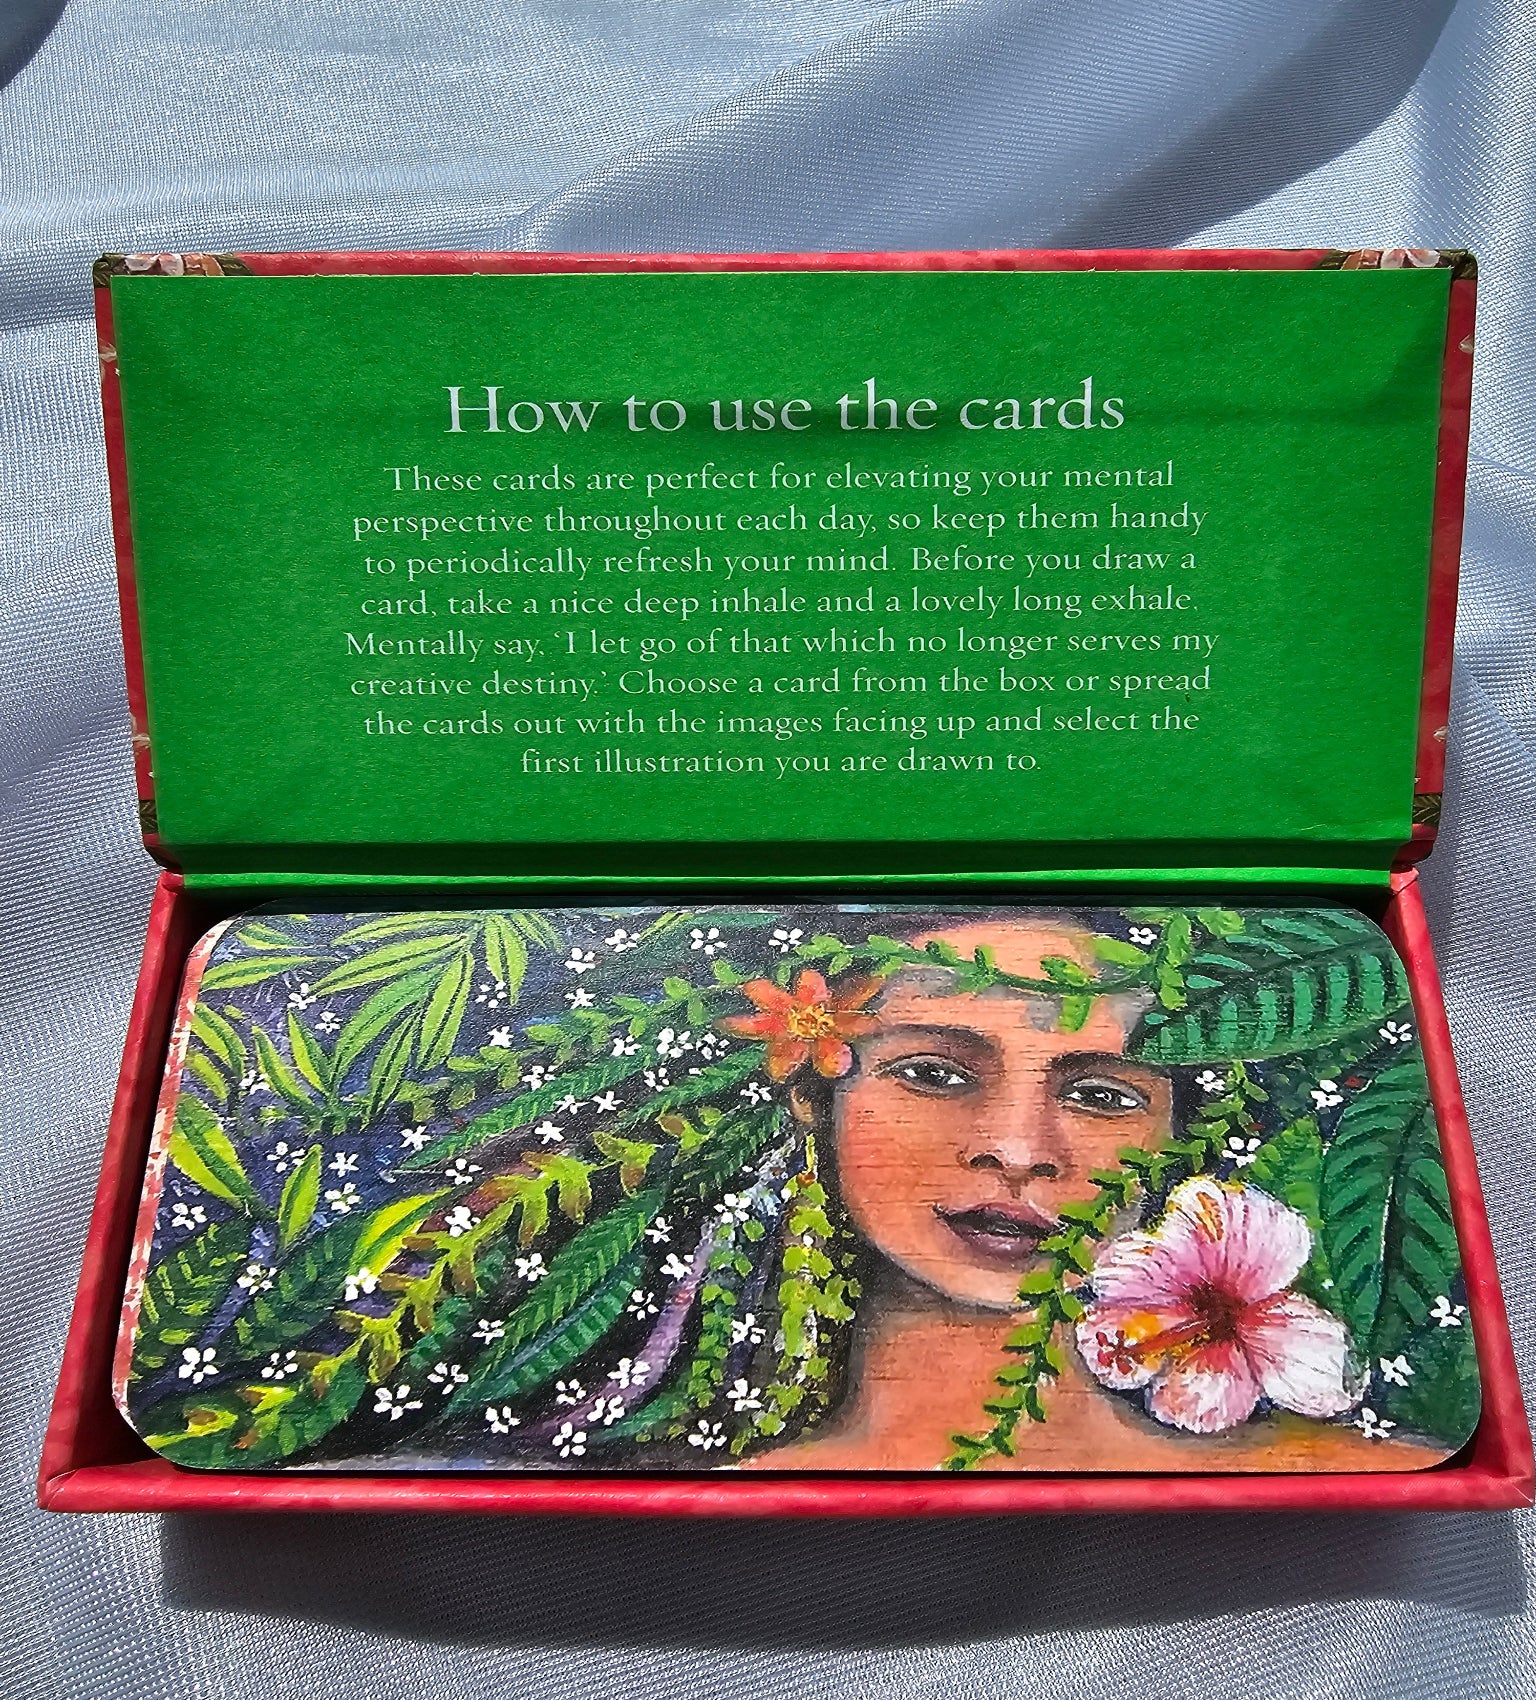 How to use the cards
These cards are perfect for elevating your mental
perspective throughout each day, so keep them handy
to periodically refresh your mind. Before you draw a
card, take a nice deep inhale and a lovely long exhale.
Mentally say, ‘I let go of that which no longer serves my
creative destiny.’ Choose a card from the box or spread
the cards out with the images facing up and select the
first illustration you are drawn to.